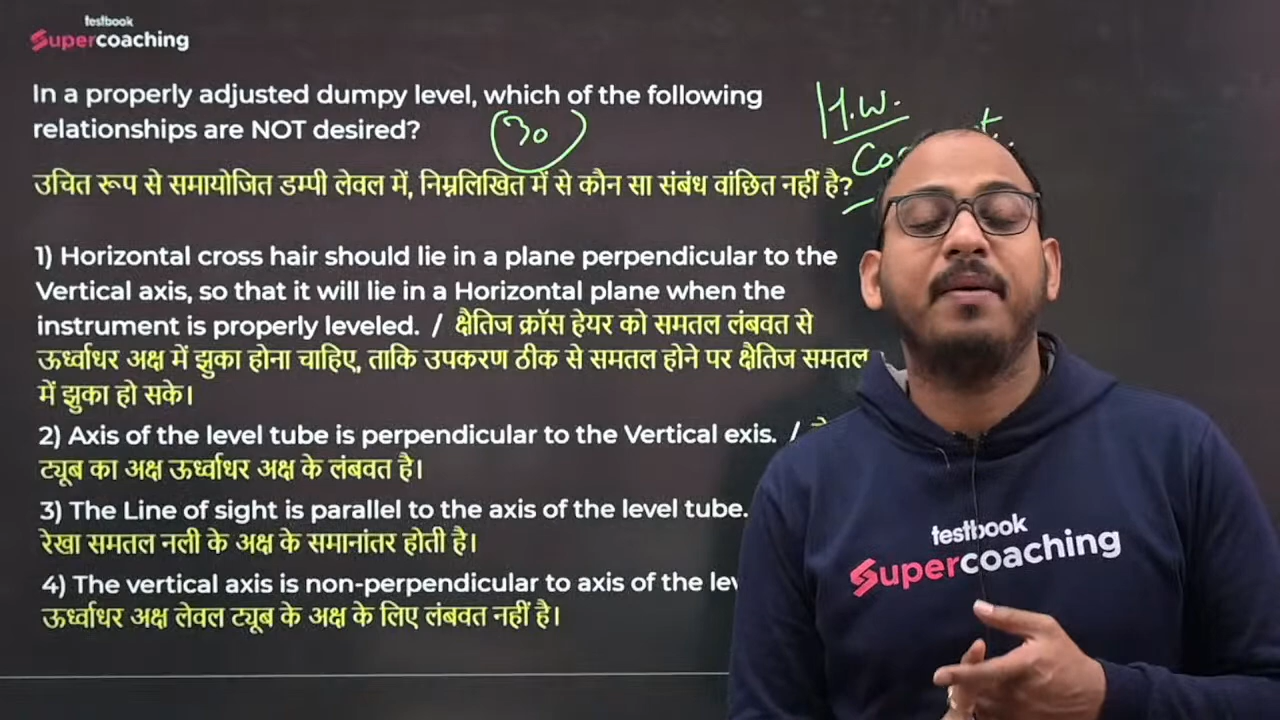 testbook
Supercoaching
In a properly adjusted dumpy level, which of the following
relationships are NOT desired?
30
H.W.
उचित रूप से समायोजित डम्पी लेवल में, निम्नलिखित में से कौन सा संबंध वांछित नहीं है?
1) Horizontal cross hair should lie in a plane perpendicular to the
Vertical axis, so that it will lie in a Horizontal plane when the
instrument is properly leveled. / क्षैतिज क्रॉस हेयर को समतल लंबवत से
ऊर्ध्वाधर अक्ष में झुका होना चाहिए, ताकि उपकरण ठीक से समतल होने पर क्षैतिज समतल
में झुका हो सके।
2) Axis of the level tube is perpendicular to the Vertical exis. /
ट्यूब का अक्ष ऊर्ध्वाधर अक्ष के लंबवत है।
3) The Line of sight is parallel to the axis of the level tube.
रेखा समतल नली के अक्ष के समानांतर होती है।
4) The vertical axis is non-perpendicular to axis of the
ऊर्ध्वाधर अक्ष लेवल ट्यूब के अक्ष के लिए लंबवत नहीं है।
testbook
Supercoaching